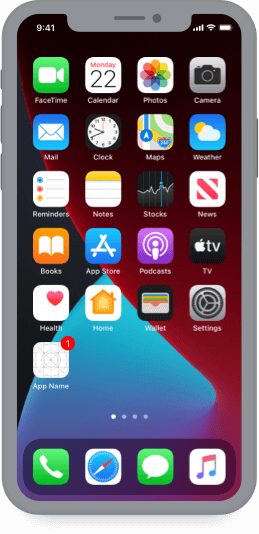 9:41
Monday
22
FaceTime Calendar Photos Camera
Mail Clock Maps Weather
Reminders Notes Stocks News
tv
Books App Store Podcasts TV
Health Home Wallet Settings
1
App Name